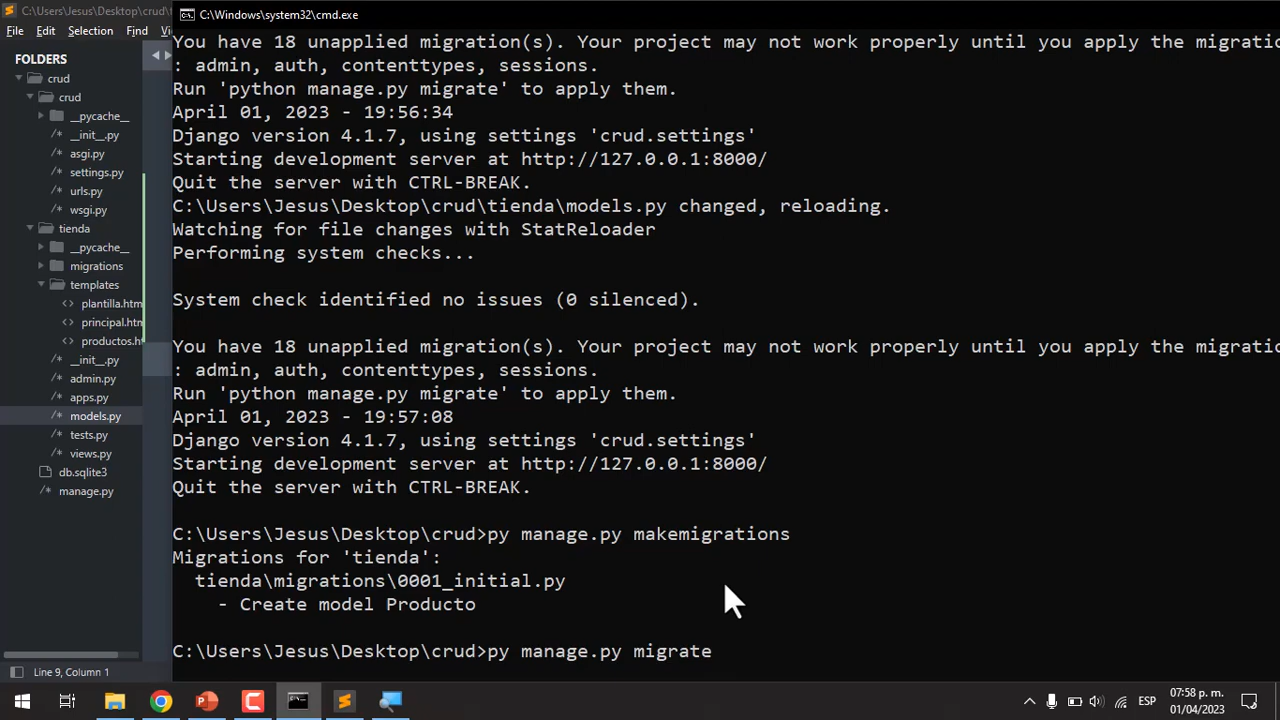 C:\Users\Jesus\Desktop\crud\t
File Edit Selection Find
FOLDERS
crud
crud
__pycache__
__init__.py
asgi.py
settings.py
urls.py
wsgi.py
tienda
__pycache__
migrations
templates
plantilla.htm
principal.htm
productos.h
__init__.py
admin.py
apps.py
models.py
tests.py
views.py
db.sqlite3
manage.py
Line 9, Column 1
C:\Windows\system32\cmd.exe
You have 18 unapplied migration(s). Your project may not work properly until you apply the migratio
: admin, auth, contenttypes, sessions.
Run 'python manage.py migrate' to apply them.
April 01, 2023 - 19:56:34
Django version 4.1.7, using settings 'crud.settings'
Starting development server at http://127.0.0.1:8000/
Quit the server with CTRL-BREAK.
C:\Users\Jesus\Desktop\crud\tienda\models.py changed, reloading.
Watching for file changes with StatReloader
Performing system checks...
System check identified no issues (0 silenced).
You have 18 unapplied migration(s). Your project may not work properly until you apply the migratio
: admin, auth, contenttypes, sessions.
Run 'python manage.py migrate' to apply them.
April 01, 2023 - 19:57:08
Django version 4.1.7, using settings 'crud.settings'
Starting development server at http://127.0.0.1:8000/
Quit the server with CTRL-BREAK.
C:\Users\Jesus\Desktop\crud>py manage.py makemigrations
Migrations for 'tienda':
tienda\migrations\0001_initial.py
- Create model Producto
C:\Users\Jesus\Desktop\crud>py manage.py migrate
ESP
07:58 p. m.
01/04/2023